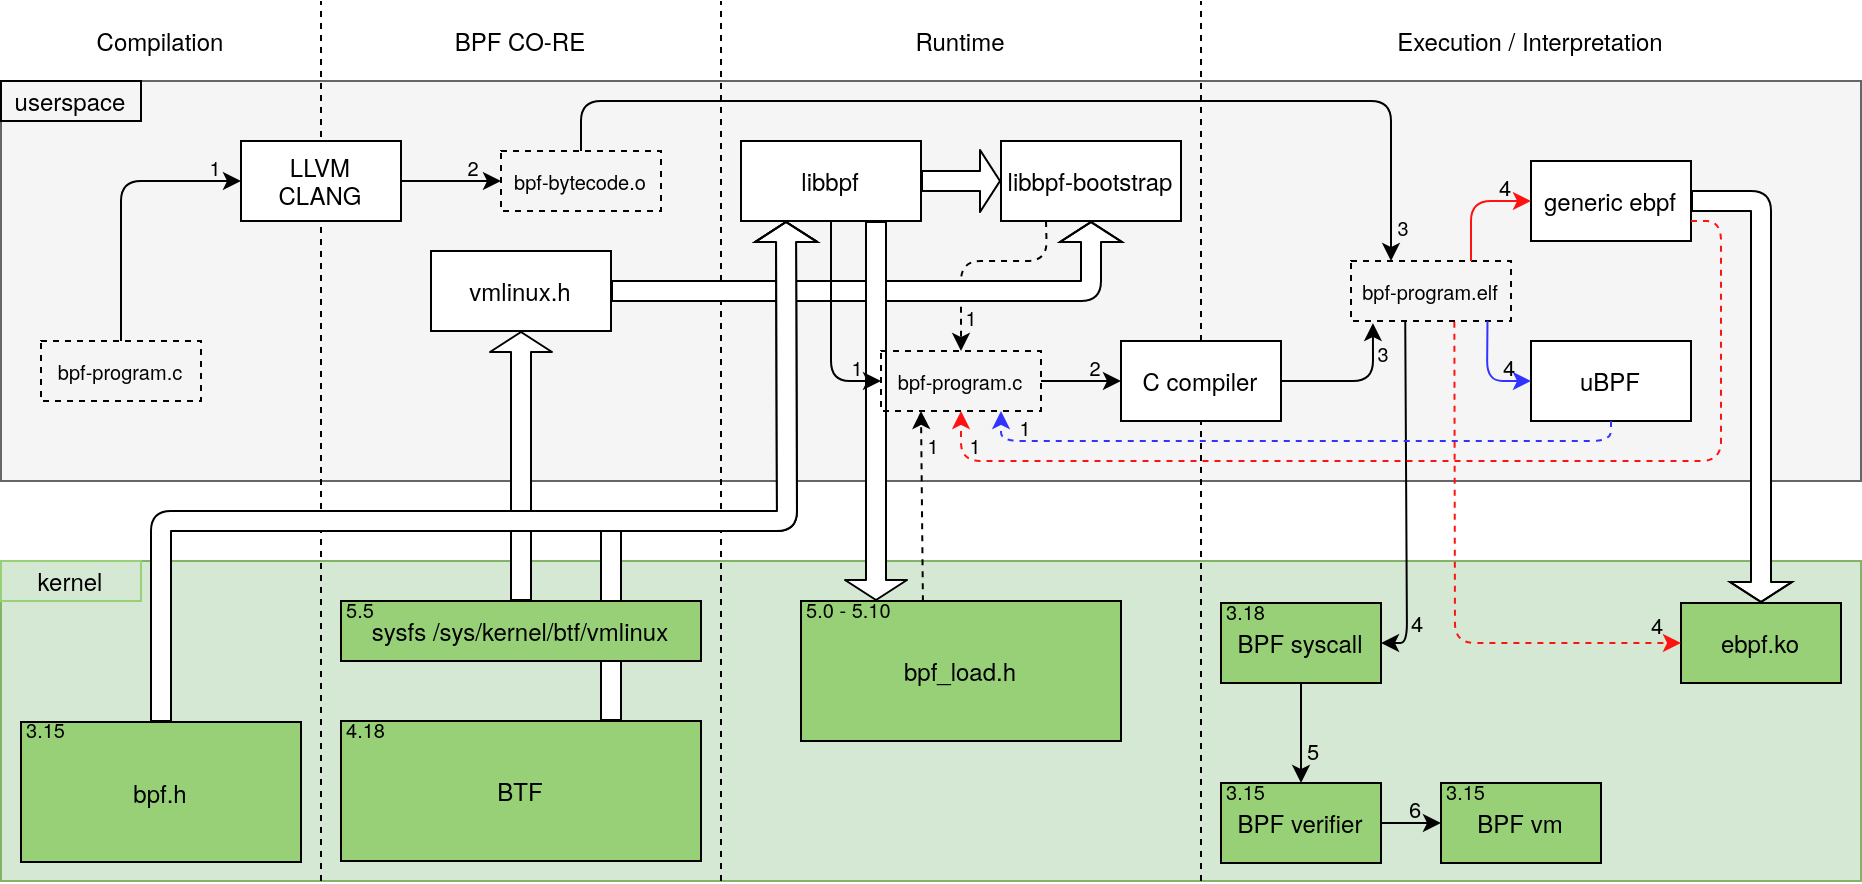 Compilation
BPF CO-RE
Runtime
Execution / Interpretation
userspace
1
LLVM
CLANG
2
bpf-bytecode.o
libbpf
libbpf-bootstrap
4
generic ebpf
3
vmlinux.h
bpf-program.elf
1
bpf-program.c
1
bpf-program.c
2
C compiler
3
4
uBPF
1
1
1
kernel
5.5
sysfs /sys/kernel/btf/vmlinux
5.0 - 5.10
bpf_load.h
3.18
BPF syscall
4
4
ebpf.ko
3.15
bpf.h
4.18
BTF
5
3.15
BPF verifier
6
3.15
BPF vm